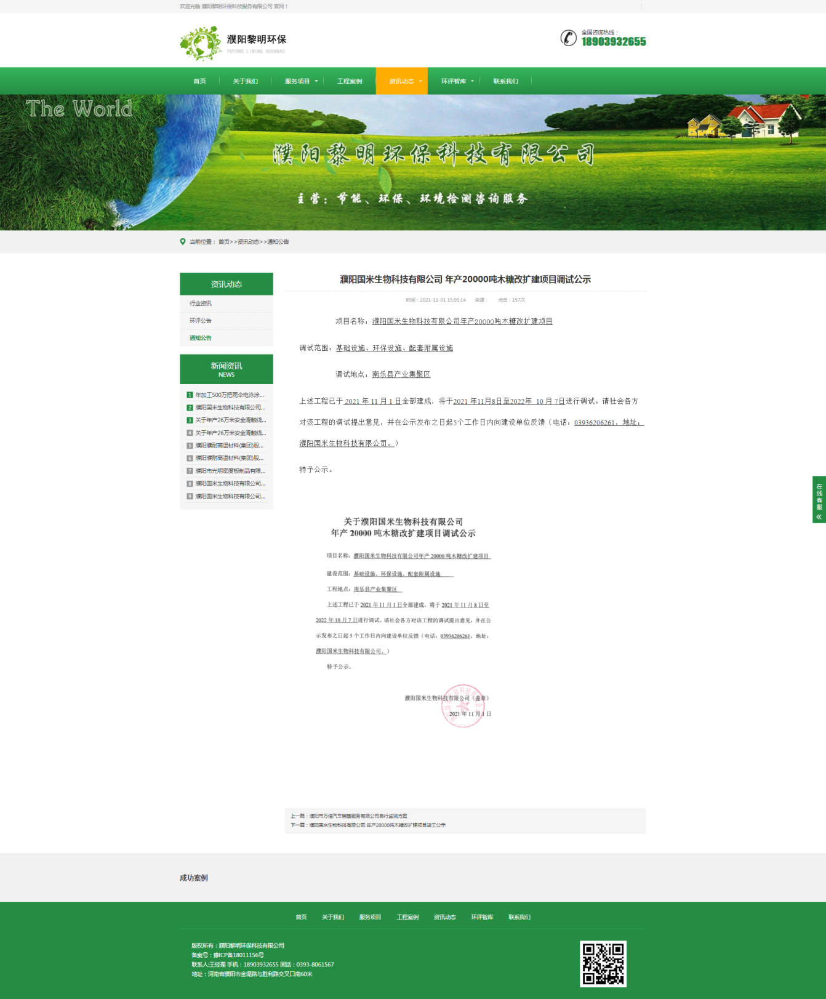 欢迎光临 濮阳黎明环保科技服务有限公司 官网！
濮阳黎明环保
PUYANG LIMING HUANBAO
全国咨询热线：
18903932655
首页
关于我们
服务项目
工程案例
资讯动态
环评智库
联系我们
The World
濮阳黎明环保科技有限公司
主营：节能、环保、环境检测咨询服务
当前位置： 首页>>资讯动态>>通知公告
资讯动态
行业资讯
环评公告
通知公告
新闻资讯
NEWS
1 年加工500万把雨伞电泳涂...
2 濮阳国米生物科技有限公司...
3 关于年产26万米安全滑触线...
4 关于年产26万米安全滑触线...
5 濮阳濮耐高温材料(集团)股...
6 濮阳濮耐高温材料(集团)股...
7 濮阳市光明密度板制品有限...
8 濮阳国米生物科技有限公司...
9 濮阳国米生物科技有限公司...
濮阳国米生物科技有限公司 年产20000吨木糖改扩建项目调试公示
时间：2021-11-01 15:05:14 来源： 点击：157次
项目名称：濮阳国米生物科技有限公司年产20000吨木糖改扩建项目
调试范围：基础设施、环保设施、配套附属设施
调试地点：南乐县产业集聚区
上述工程已于 2021 年 11 月 1 日全部建成，将于2021 年11月8日至2022年 10 月 7日进行调试。请社会各方
对该工程的调试提出意见，并在公示发布之日起5个工作日内向建设单位反馈（电话：03936206261，地址：
濮阳国米生物科技有限公司。）
特予公示。
关于濮阳国米生物科技有限公司
年产 20000 吨木糖改扩建项目调试公示
项目名称：濮阳国米生物科技有限公司年产 20000 吨木糖改扩建项目
建设范围：基础设施、环保设施、配套附属设施
工程地点：南乐县产业集聚区
上述工程已于 2021 年 11 月 1 日全部建成，将于 2021 年 11 月 8 日至
2022 年 10 月 7 日进行调试。请社会各方对该工程的调试提出意见，并在公
示发布之日起 5 个工作日内向建设单位反馈（电话：03936206261，地址：
濮阳国米生物科技有限公司。）
特予公示。
濮阳国米生物科技有限公司（盖章）
2021 年 11 月 1 日
在线客服
上一篇：濮阳市万佳汽车销售服务有限公司自行监测方案
下一篇：濮阳国米生物科技有限公司 年产20000吨木糖改扩建项目竣工公示
成功案例
首页
关于我们
服务项目
工程案例
资讯动态
环评智库
联系我们
版权所有：濮阳黎明环保科技有限公司
备案号：豫ICP备18011156号
联系人:王经理 手机：18903932655 固话：0393-8061567
地址：河南省濮阳市金堤路与胜利路交叉口南60米